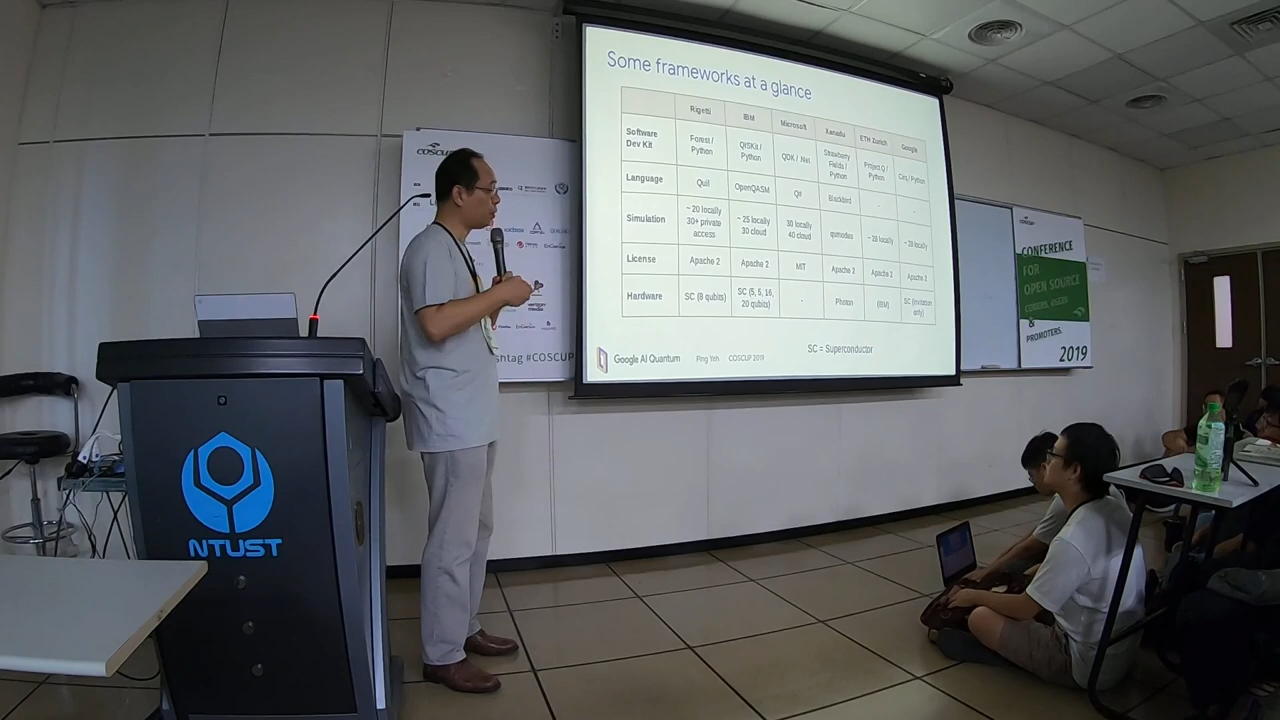 Some frameworks at a glance
Rigetti IBM Microsoft Xanadu ETH Zurich Google
Software Dev Kit
Forest / Python
QISKit / Python
QDK / .Net
Strawberry Fields / Python
Project Q / Python
Cirq / Python
Language Quil OpenQASM Q# Blackbird - -
Simulation
~ 20 locally 30+ private access
~ 25 locally 30 cloud
30 locally 40 cloud
qumodes
~ 28 locally
~ 28 locally
License Apache 2 Apache 2 MIT Apache 2 Apache 2 Apache 2
Hardware
SC (8 qubits)
SC (5, 5, 16, 20 qubits)
-
Photon
(IBM)
SC (invitation only)
SC = Superconductor
Google AI Quantum Ping Yeh COSCUP 2019
COSCUP
shtag #COSCUP
NTUST
COSCUP
CONFERENCE
FOR
OPEN SOURCE
CODERS, USERS
&
PROMOTERS.
2019